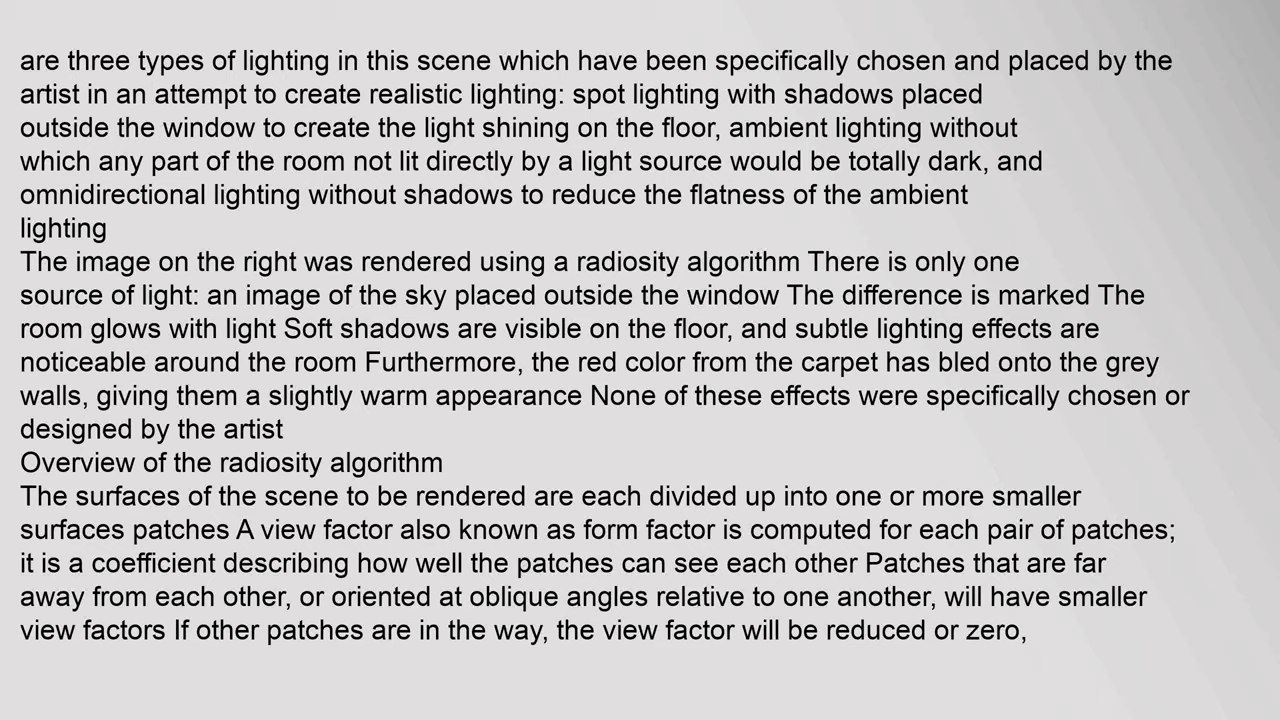 are three types of lighting in this scene which have been specifically chosen and placed by the
artist in an attempt to create realistic lighting: spot lighting with shadows placed
outside the window to create the light shining on the floor, ambient lighting without
which any part of the room not lit directly by a light source would be totally dark, and
omnidirectional lighting without shadows to reduce the flatness of the ambient
lighting
The image on the right was rendered using a radiosity algorithm There is only one
source of light: an image of the sky placed outside the window The difference is marked The
room glows with light Soft shadows are visible on the floor, and subtle lighting effects are
noticeable around the room Furthermore, the red color from the carpet has bled onto the grey
walls, giving them a slightly warm appearance None of these effects were specifically chosen or
designed by the artist
Overview of the radiosity algorithm
The surfaces of the scene to be rendered are each divided up into one or more smaller
surfaces patches A view factor also known as form factor is computed for each pair of patches;
it is a coefficient describing how well the patches can see each other Patches that are far
away from each other, or oriented at oblique angles relative to one another, will have smaller
view factors If other patches are in the way, the view factor will be reduced or zero,